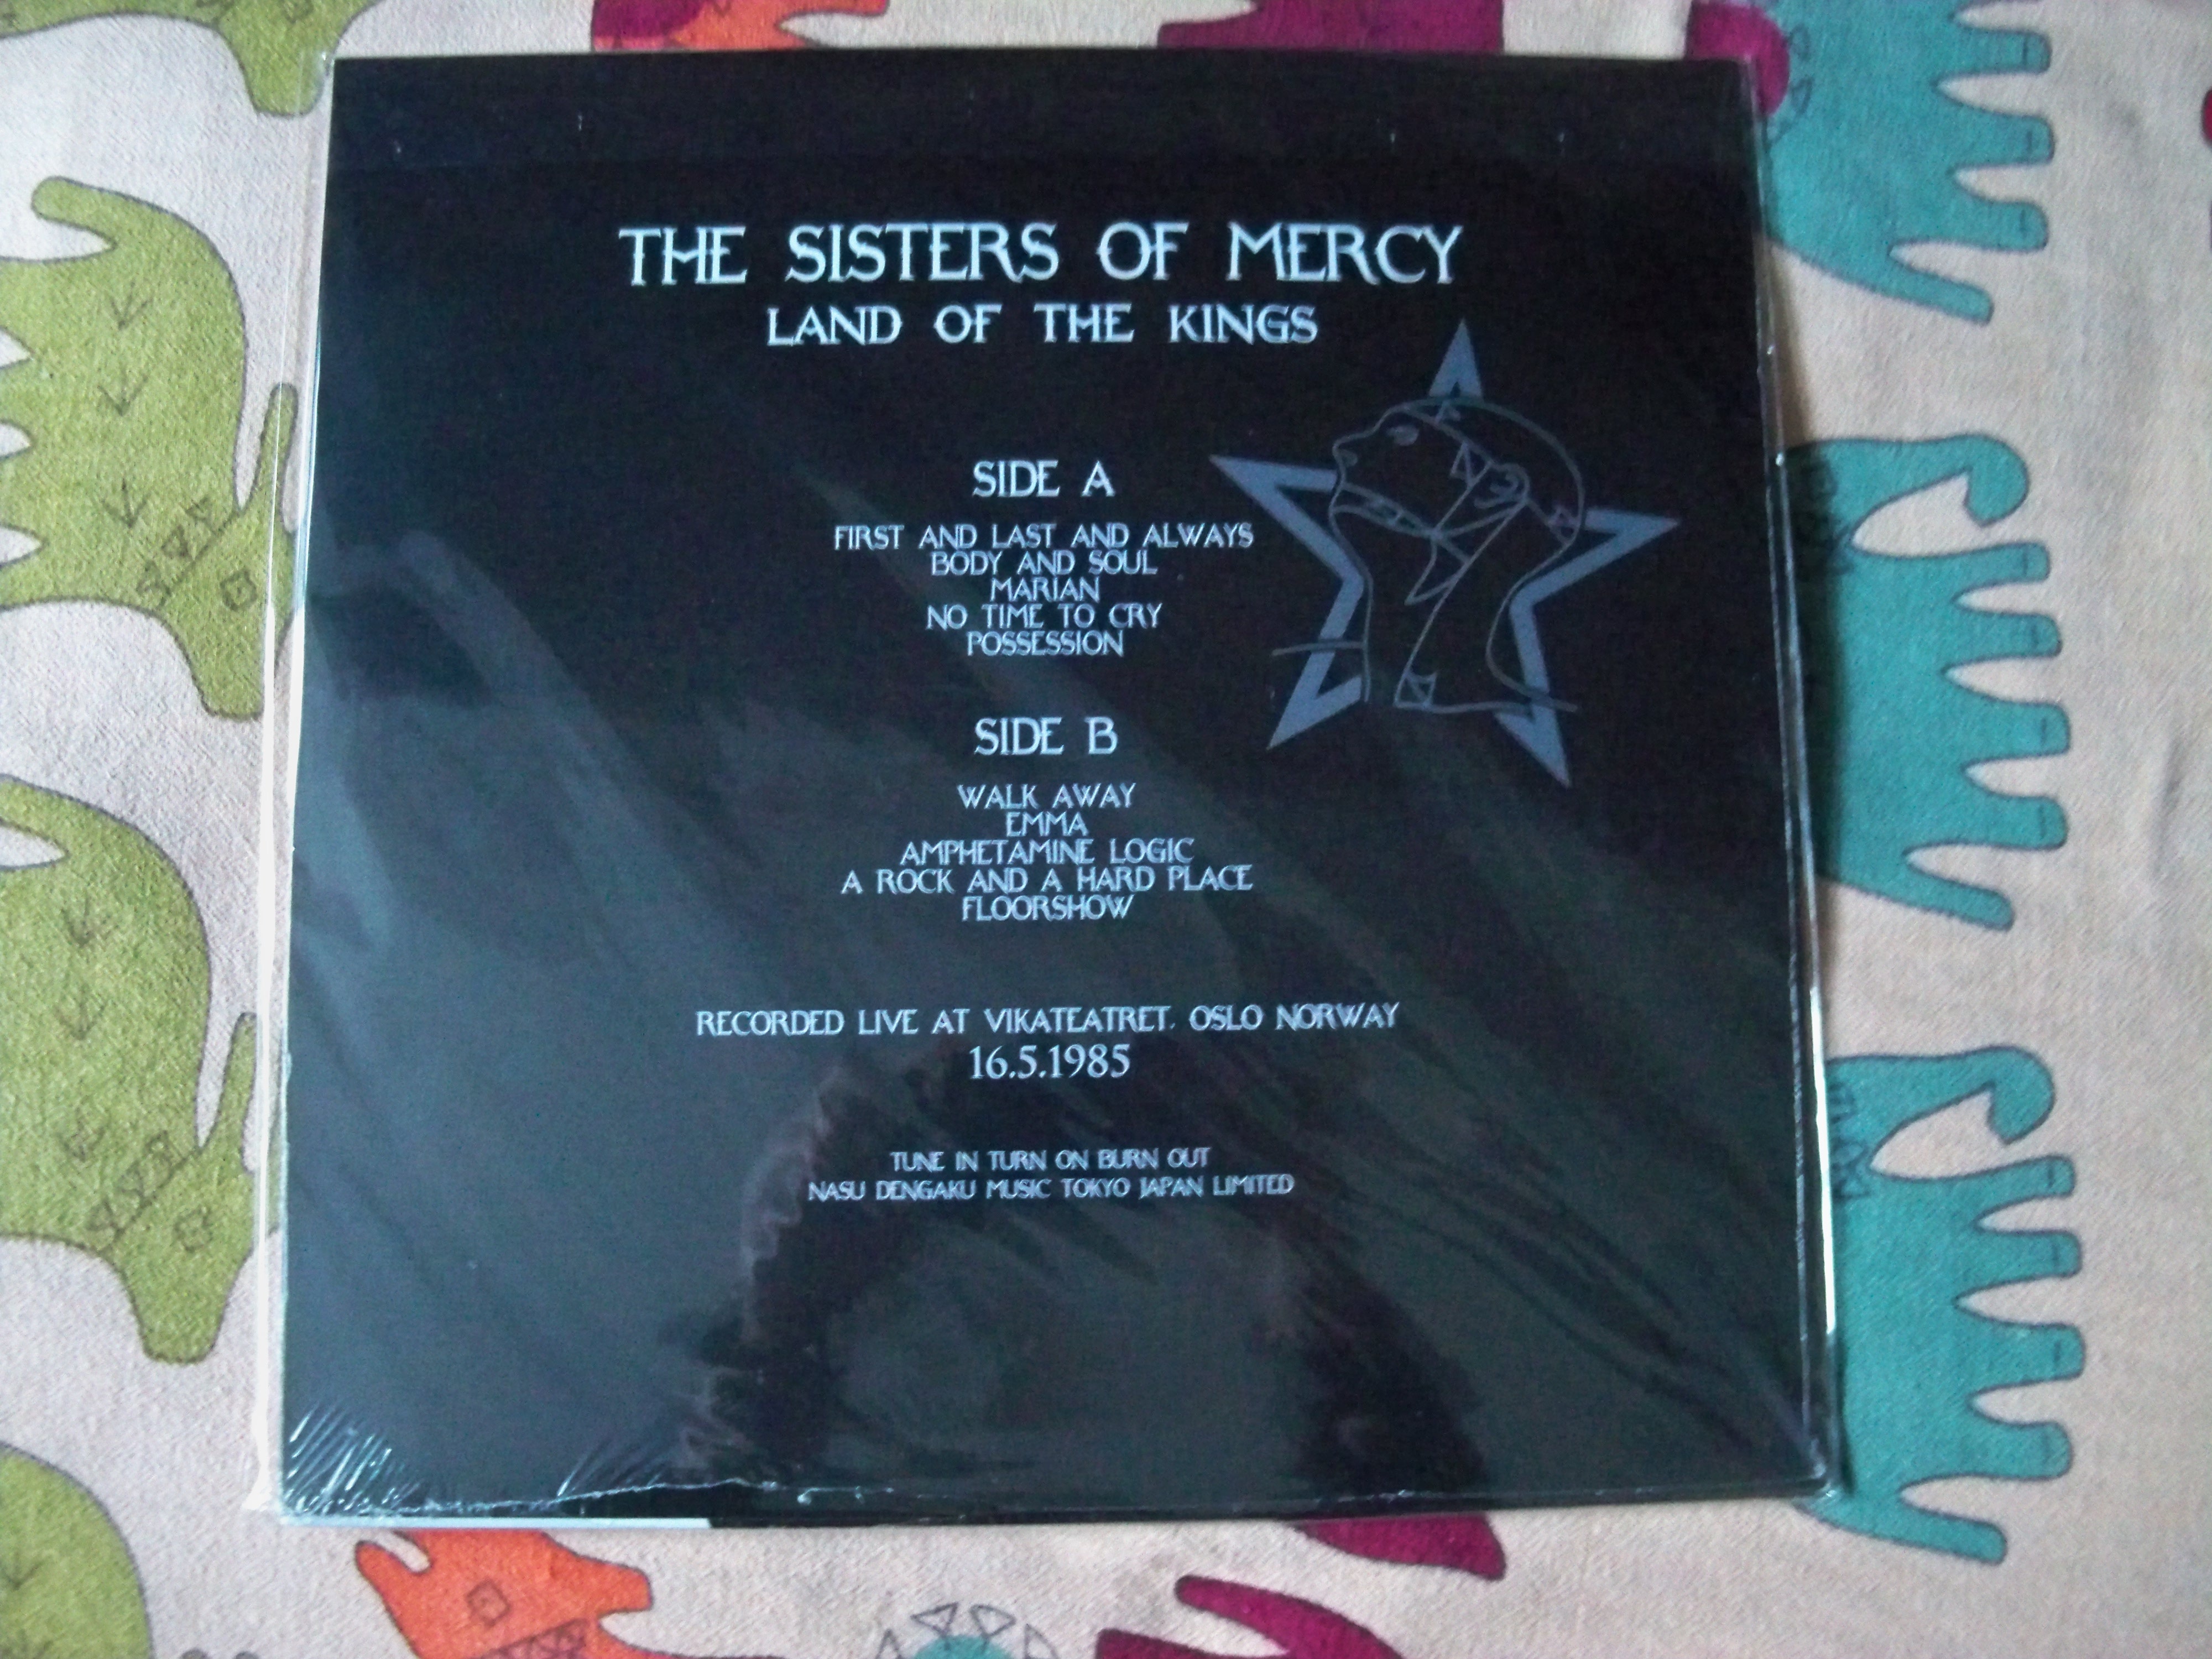 THE SISTERS OF MERCY
LAND OF THE KINGS
SIDE A
FIRST AND LAST AND ALWAYS
BODY AND SOUL
MARIAN
NO TIME TO CRY
POSSESSION
SIDE B
WALK AWAY
EMMA
AMPHETAMINE LOGIC
A ROCK AND A HARD PLACE
FLOORSHOW
RECORDED LIVE AT VIKATEATRET. OSLO NORWAY
16.5.1985
TUNE IN TURN ON BURN OUT
NASU DENGAKU MUSIC TOKYO JAPAN LIMITED